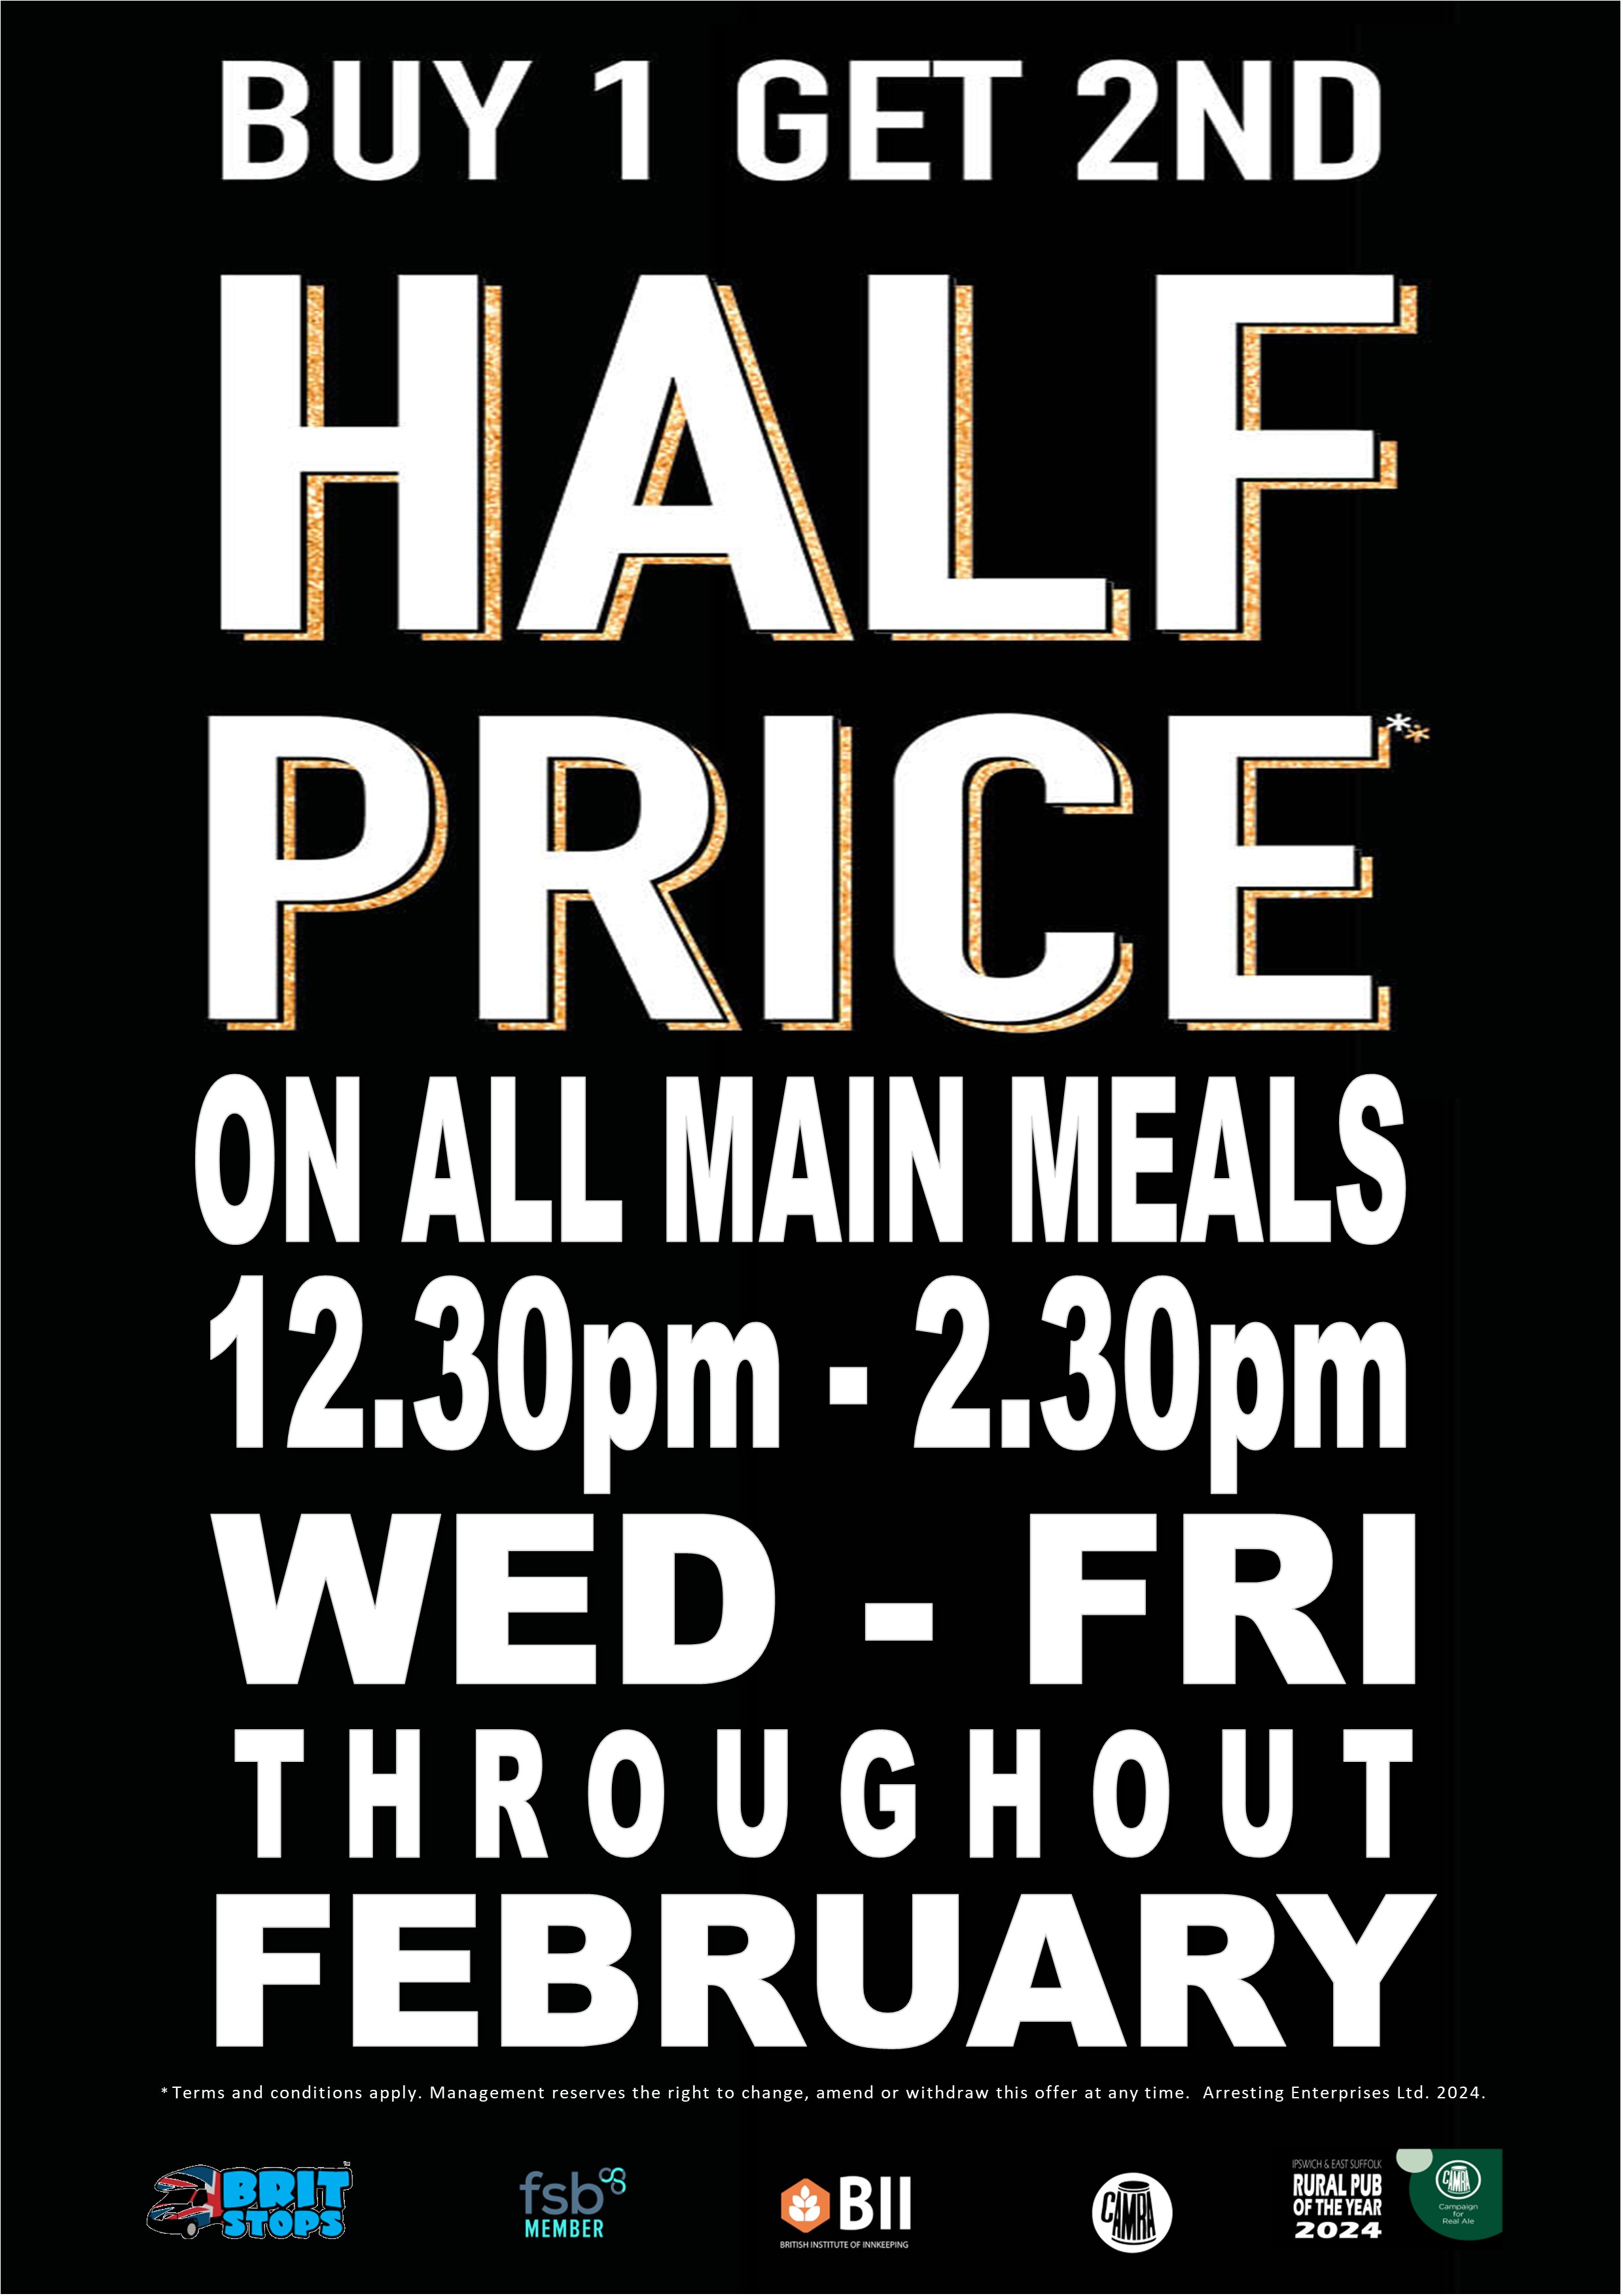 BUY 1 GET 2ND
HALF
PRICE*
ON ALL MAIN MEALS
12.30pm - 2.30pm
WED - FRI
THROUGHOUT
FEBRUARY
*Terms and conditions apply. Management reserves the right to change, amend or withdraw this offer at any time. Arresting Enterprises Ltd. 2024.
BRIT
STOPS
fsb
MEMBER
BII
BRITISH INSTITUTE OF INNKEEPING
CAMRA
IPSWICH & EAST SUFFOLK
RURAL PUB
OF THE YEAR
2024
CAMRA
Campaign
for
Real Ale